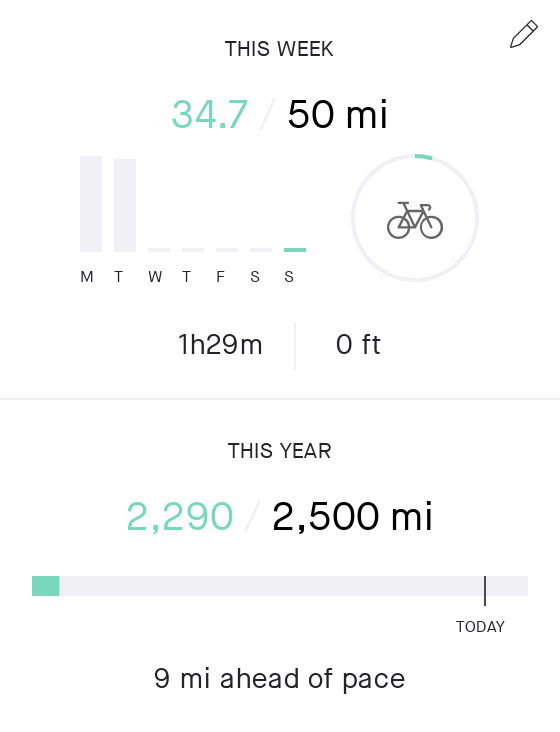 THIS WEEK
34.7 / 50 mi
M T W T F S S
1h29m 0 ft
THIS YEAR
2,290 / 2,500 mi
TODAY
9 mi ahead of pace